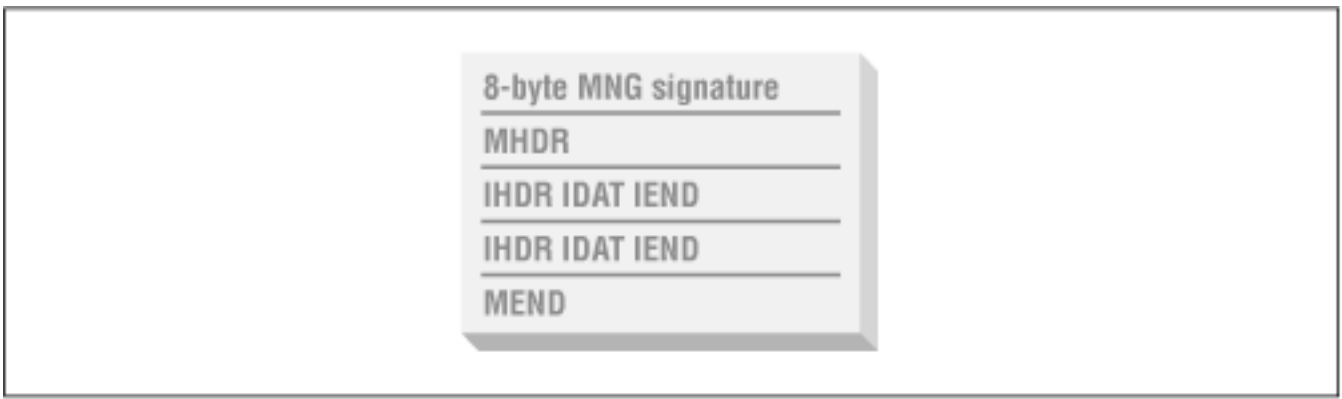 8-byte MNG signature
MHDR
IHDR IDAT IEND
IHDR IDAT IEND
MEND